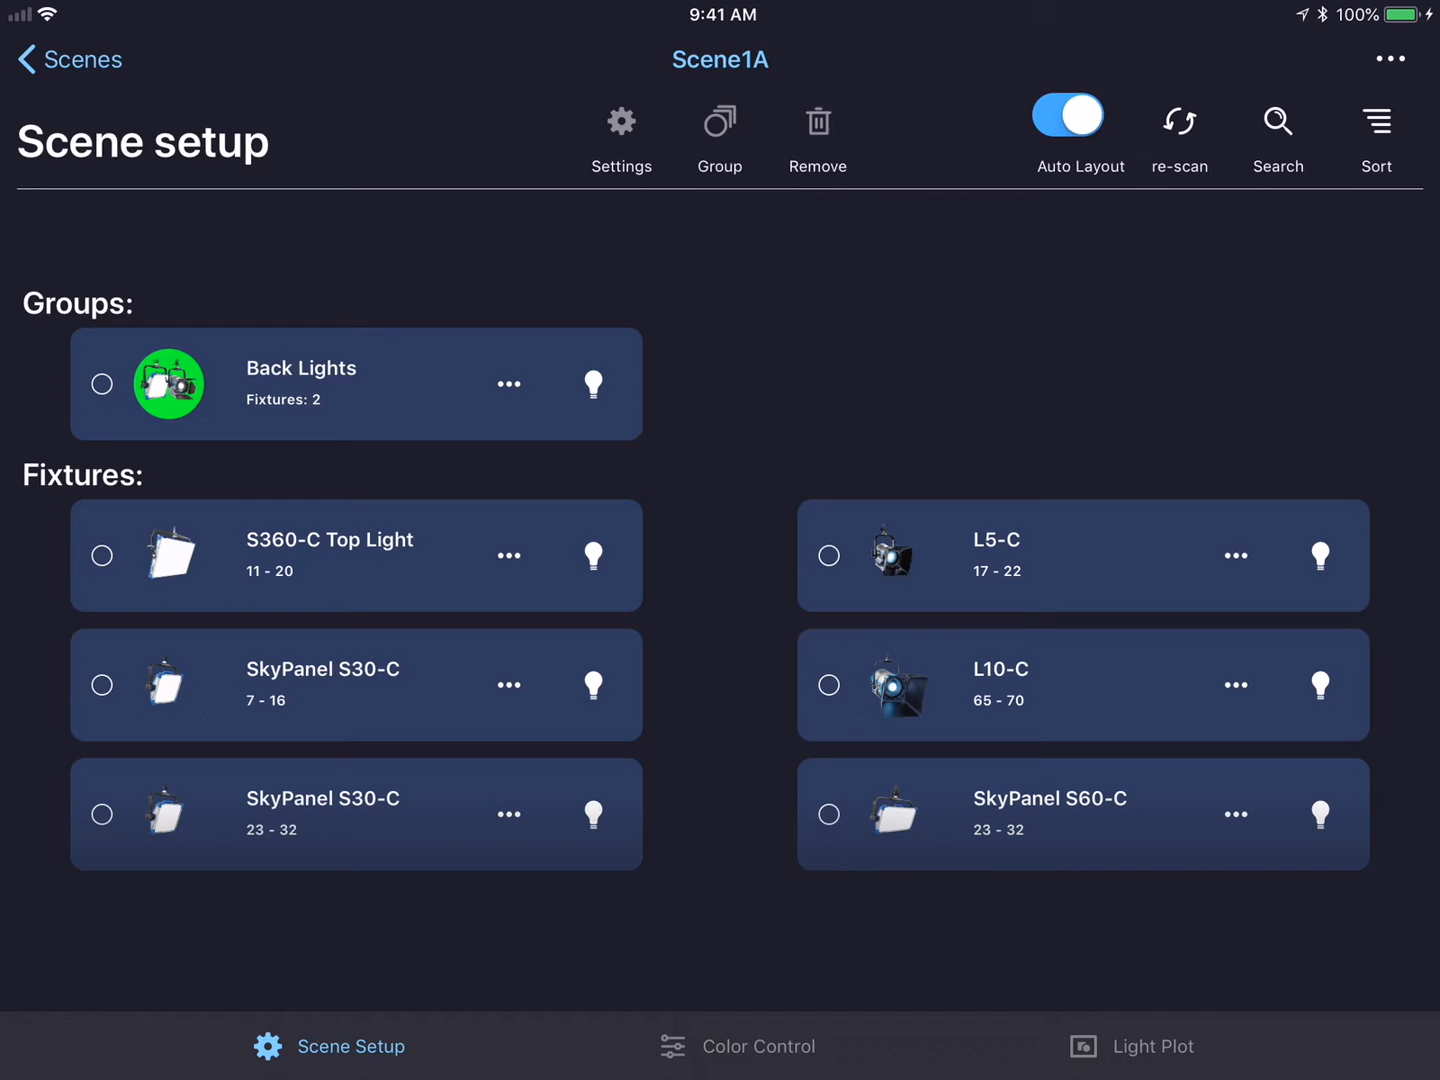 9:41 AM
100%
Scenes
Scene1A
Scene setup
Settings
Group
Remove
Auto Layout
re-scan
Search
Sort
Groups:
Back Lights
Fixtures: 2
Fixtures:
S360-C Top Light
11 - 20
L5-C
17 - 22
SkyPanel S30-C
7 - 16
L10-C
65 - 70
SkyPanel S30-C
23 - 32
SkyPanel S60-C
23 - 32
Scene Setup
Color Control
Light Plot